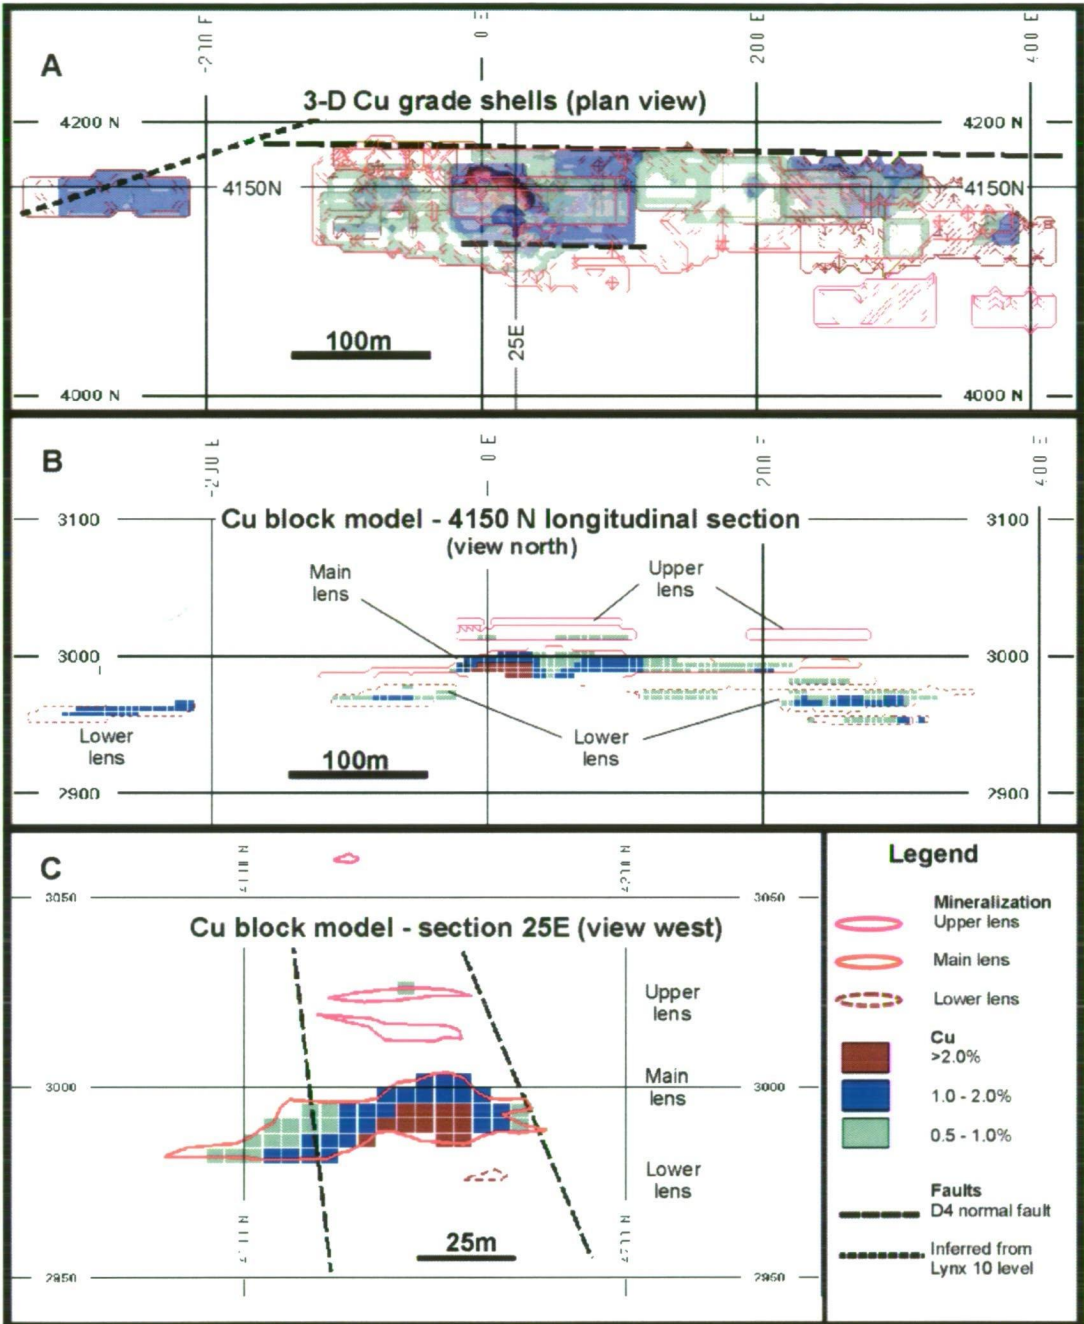 A
0 E
200 E
400 E
3-D Cu grade shells (plan view)
4200 N
4200 N
4150N
4150N
100m
25E
4000 N
4000 N
B
0 E
Cu block model - 4150 N longitudinal section
(view north)
3100
3100
Main
lens
Upper
lens
3000
3000
Lower
lens
Lower
lens
100m
2900
2900
C
3050
3050
Cu block model - section 25E (view west)
Upper
lens
Main
lens
3000
3000
Lower
lens
25m
2950
Legend
Mineralization
Upper lens
Main lens
Lower lens
Cu
>2.0%
1.0 - 2.0%
0.5 - 1.0%
Faults
D4 normal fault
Inferred from
Lynx 10 level